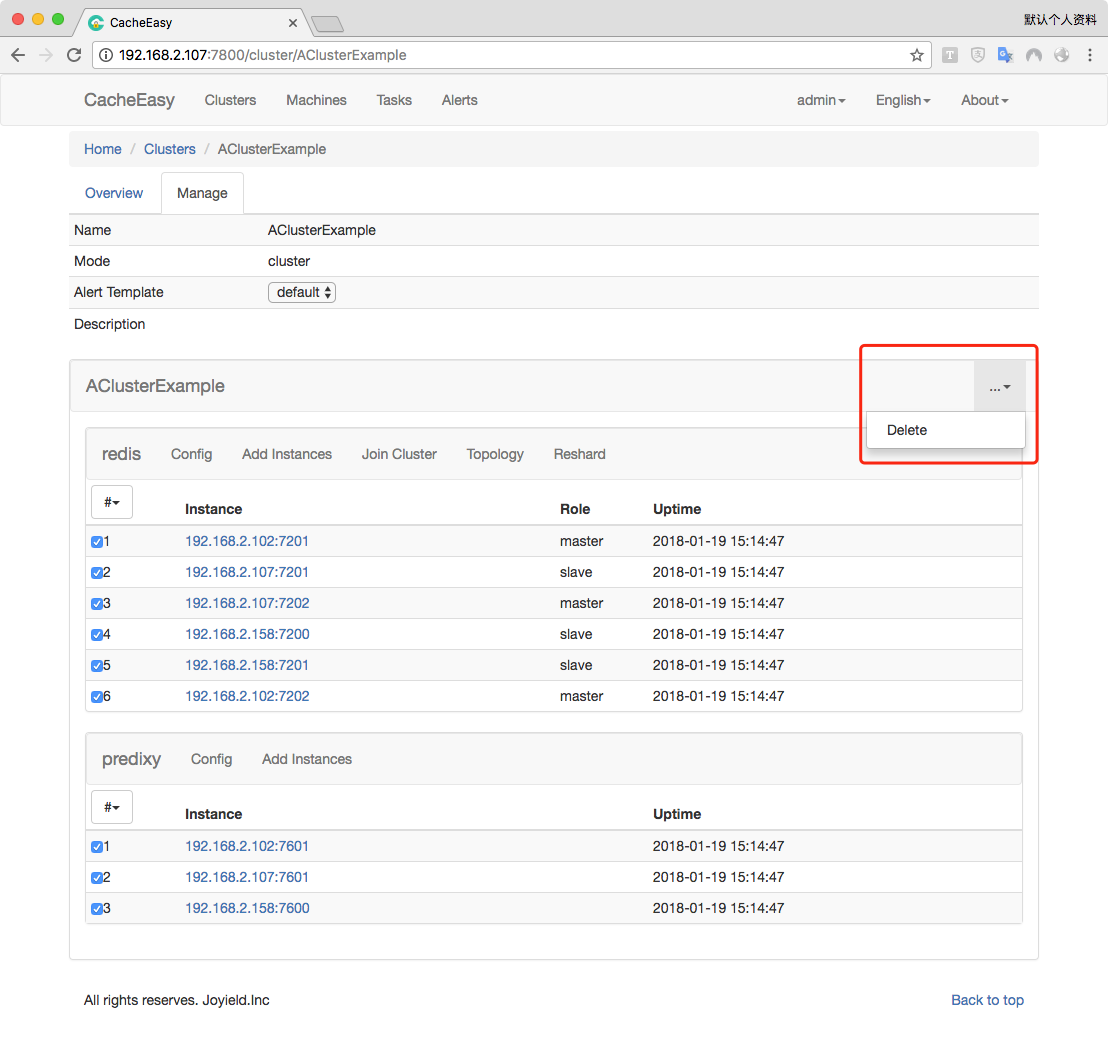 CacheEasy
默认个人资料
192.168.2.107:7800/cluster/AClusterExample
CacheEasy Clusters Machines Tasks Alerts admin English About
Home / Clusters / AClusterExample
Overview Manage
Name AClusterExample
Mode cluster
Alert Template default
Description
AClusterExample ...
Delete
redis Config Add Instances Join Cluster Topology Reshard
# Instance Role Uptime
1 192.168.2.102:7201 master 2018-01-19 15:14:47
2 192.168.2.107:7201 slave 2018-01-19 15:14:47
3 192.168.2.107:7202 master 2018-01-19 15:14:47
4 192.168.2.158:7200 slave 2018-01-19 15:14:47
5 192.168.2.158:7201 slave 2018-01-19 15:14:47
6 192.168.2.102:7202 master 2018-01-19 15:14:47
predixy Config Add Instances
# Instance Uptime
1 192.168.2.102:7601 2018-01-19 15:14:47
2 192.168.2.107:7601 2018-01-19 15:14:47
3 192.168.2.158:7600 2018-01-19 15:14:47
All rights reserves. Joyield.Inc Back to top